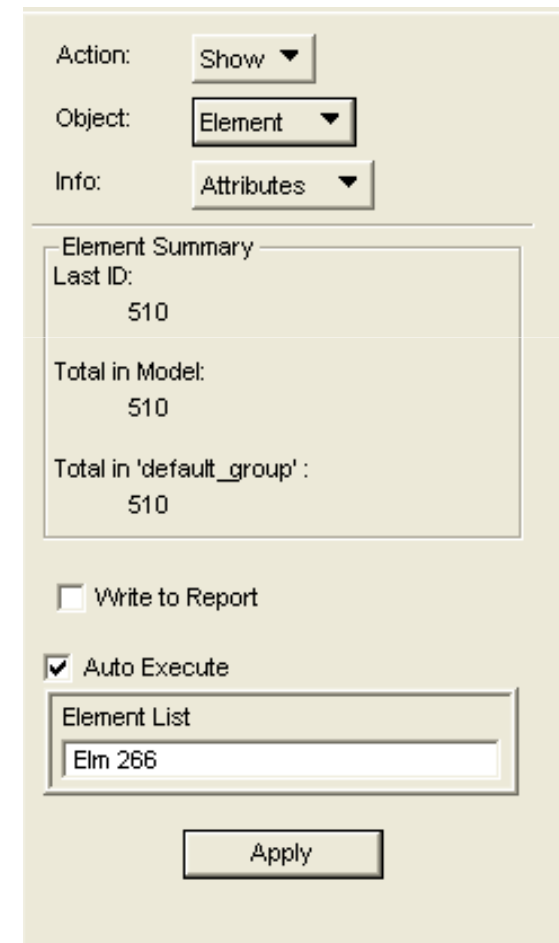 Action: Show
Object: Element
Info: Attributes
Element Summary
Last ID:
510
Total in Model:
510
Total in 'default_group' :
510
Write to Report
Auto Execute
Element List
Elm 266
Apply